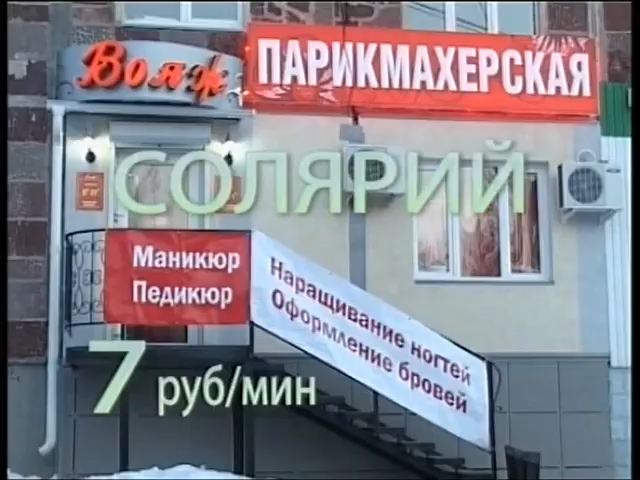 Вояж
ПАРИКМАХЕРСКАЯ
СОЛЯРИЙ
Маникюр
Педикюр
Наращивание ногтей
Оформление бровей
7 руб/мин